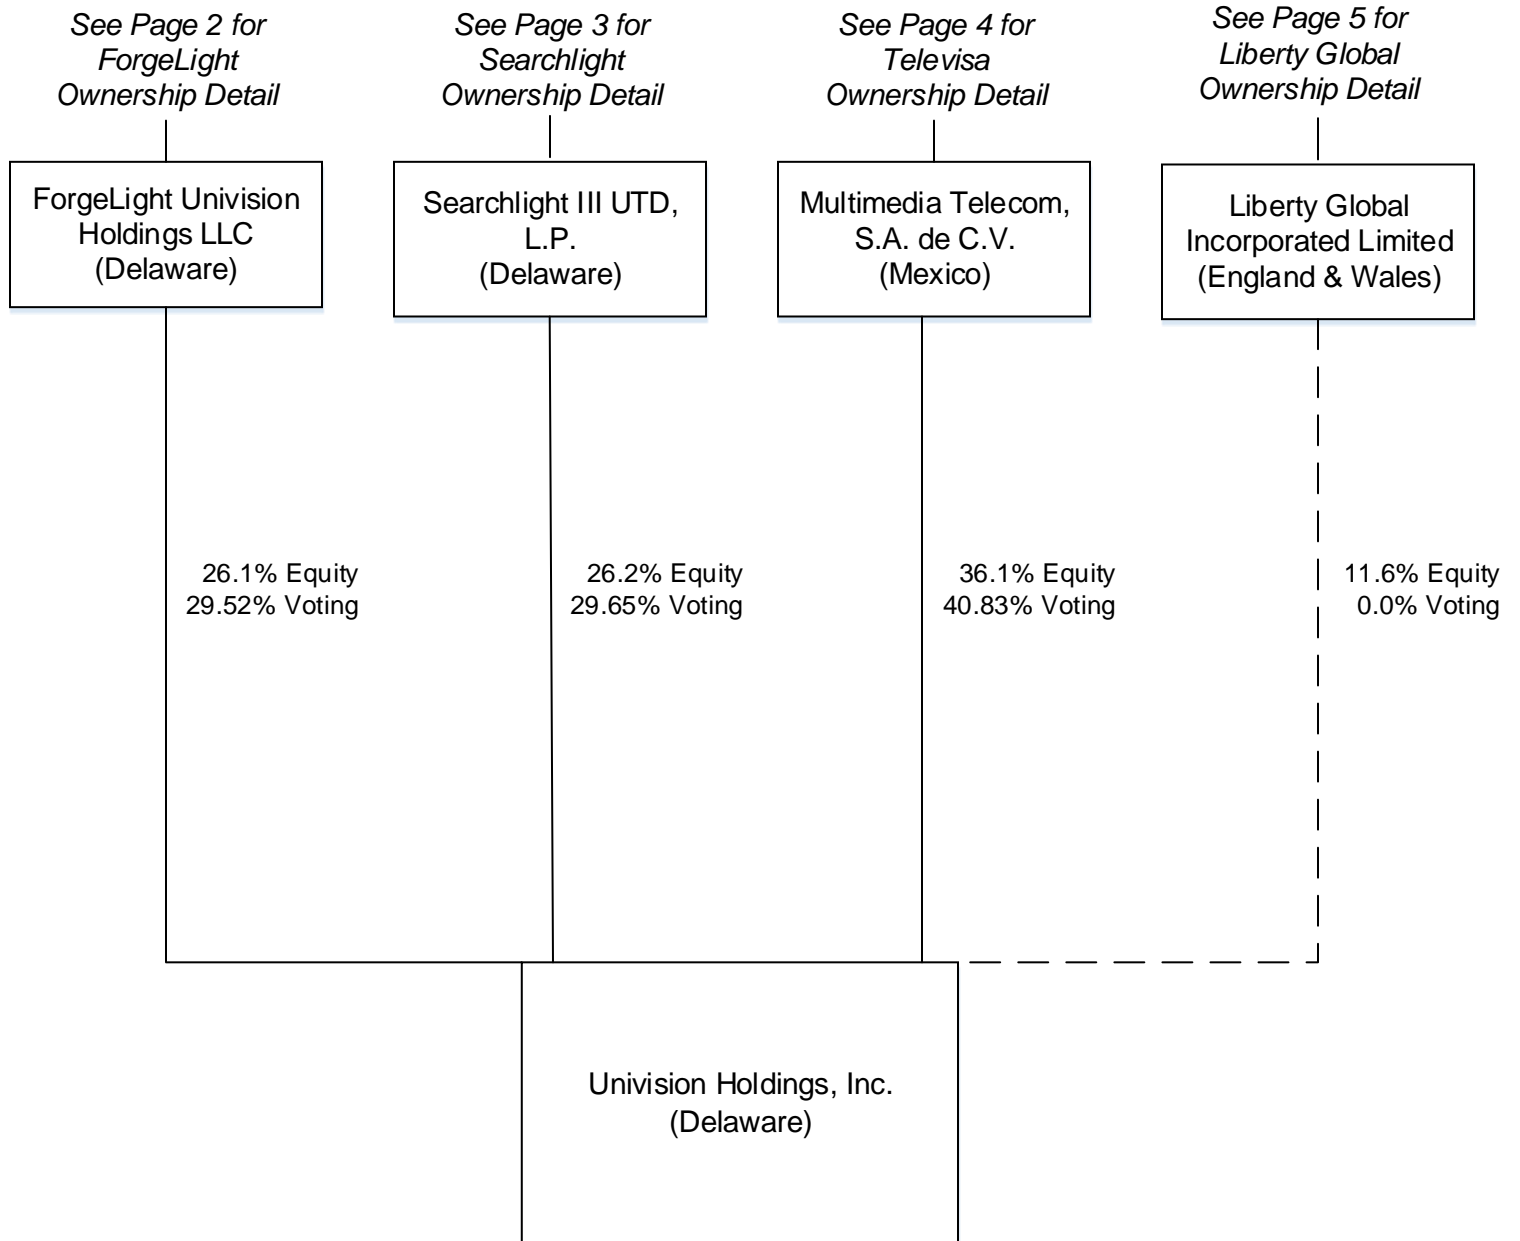 See Page 2 for
ForgeLight
Ownership Detail
See Page 3 for
Searchlight
Ownership Detail
See Page 4 for
Televisa
Ownership Detail
See Page 5 for
Liberty Global
Ownership Detail
ForgeLight Univision
Holdings LLC
(Delaware)
Searchlight III UTD,
L.P.
(Delaware)
Multimedia Telecom,
S.A. de C.V.
(Mexico)
Liberty Global
Incorporated Limited
(England & Wales)
26.1% Equity
29.52% Voting
26.2% Equity
29.65% Voting
36.1% Equity
40.83% Voting
11.6% Equity
0.0% Voting
Univision Holdings, Inc.
(Delaware)